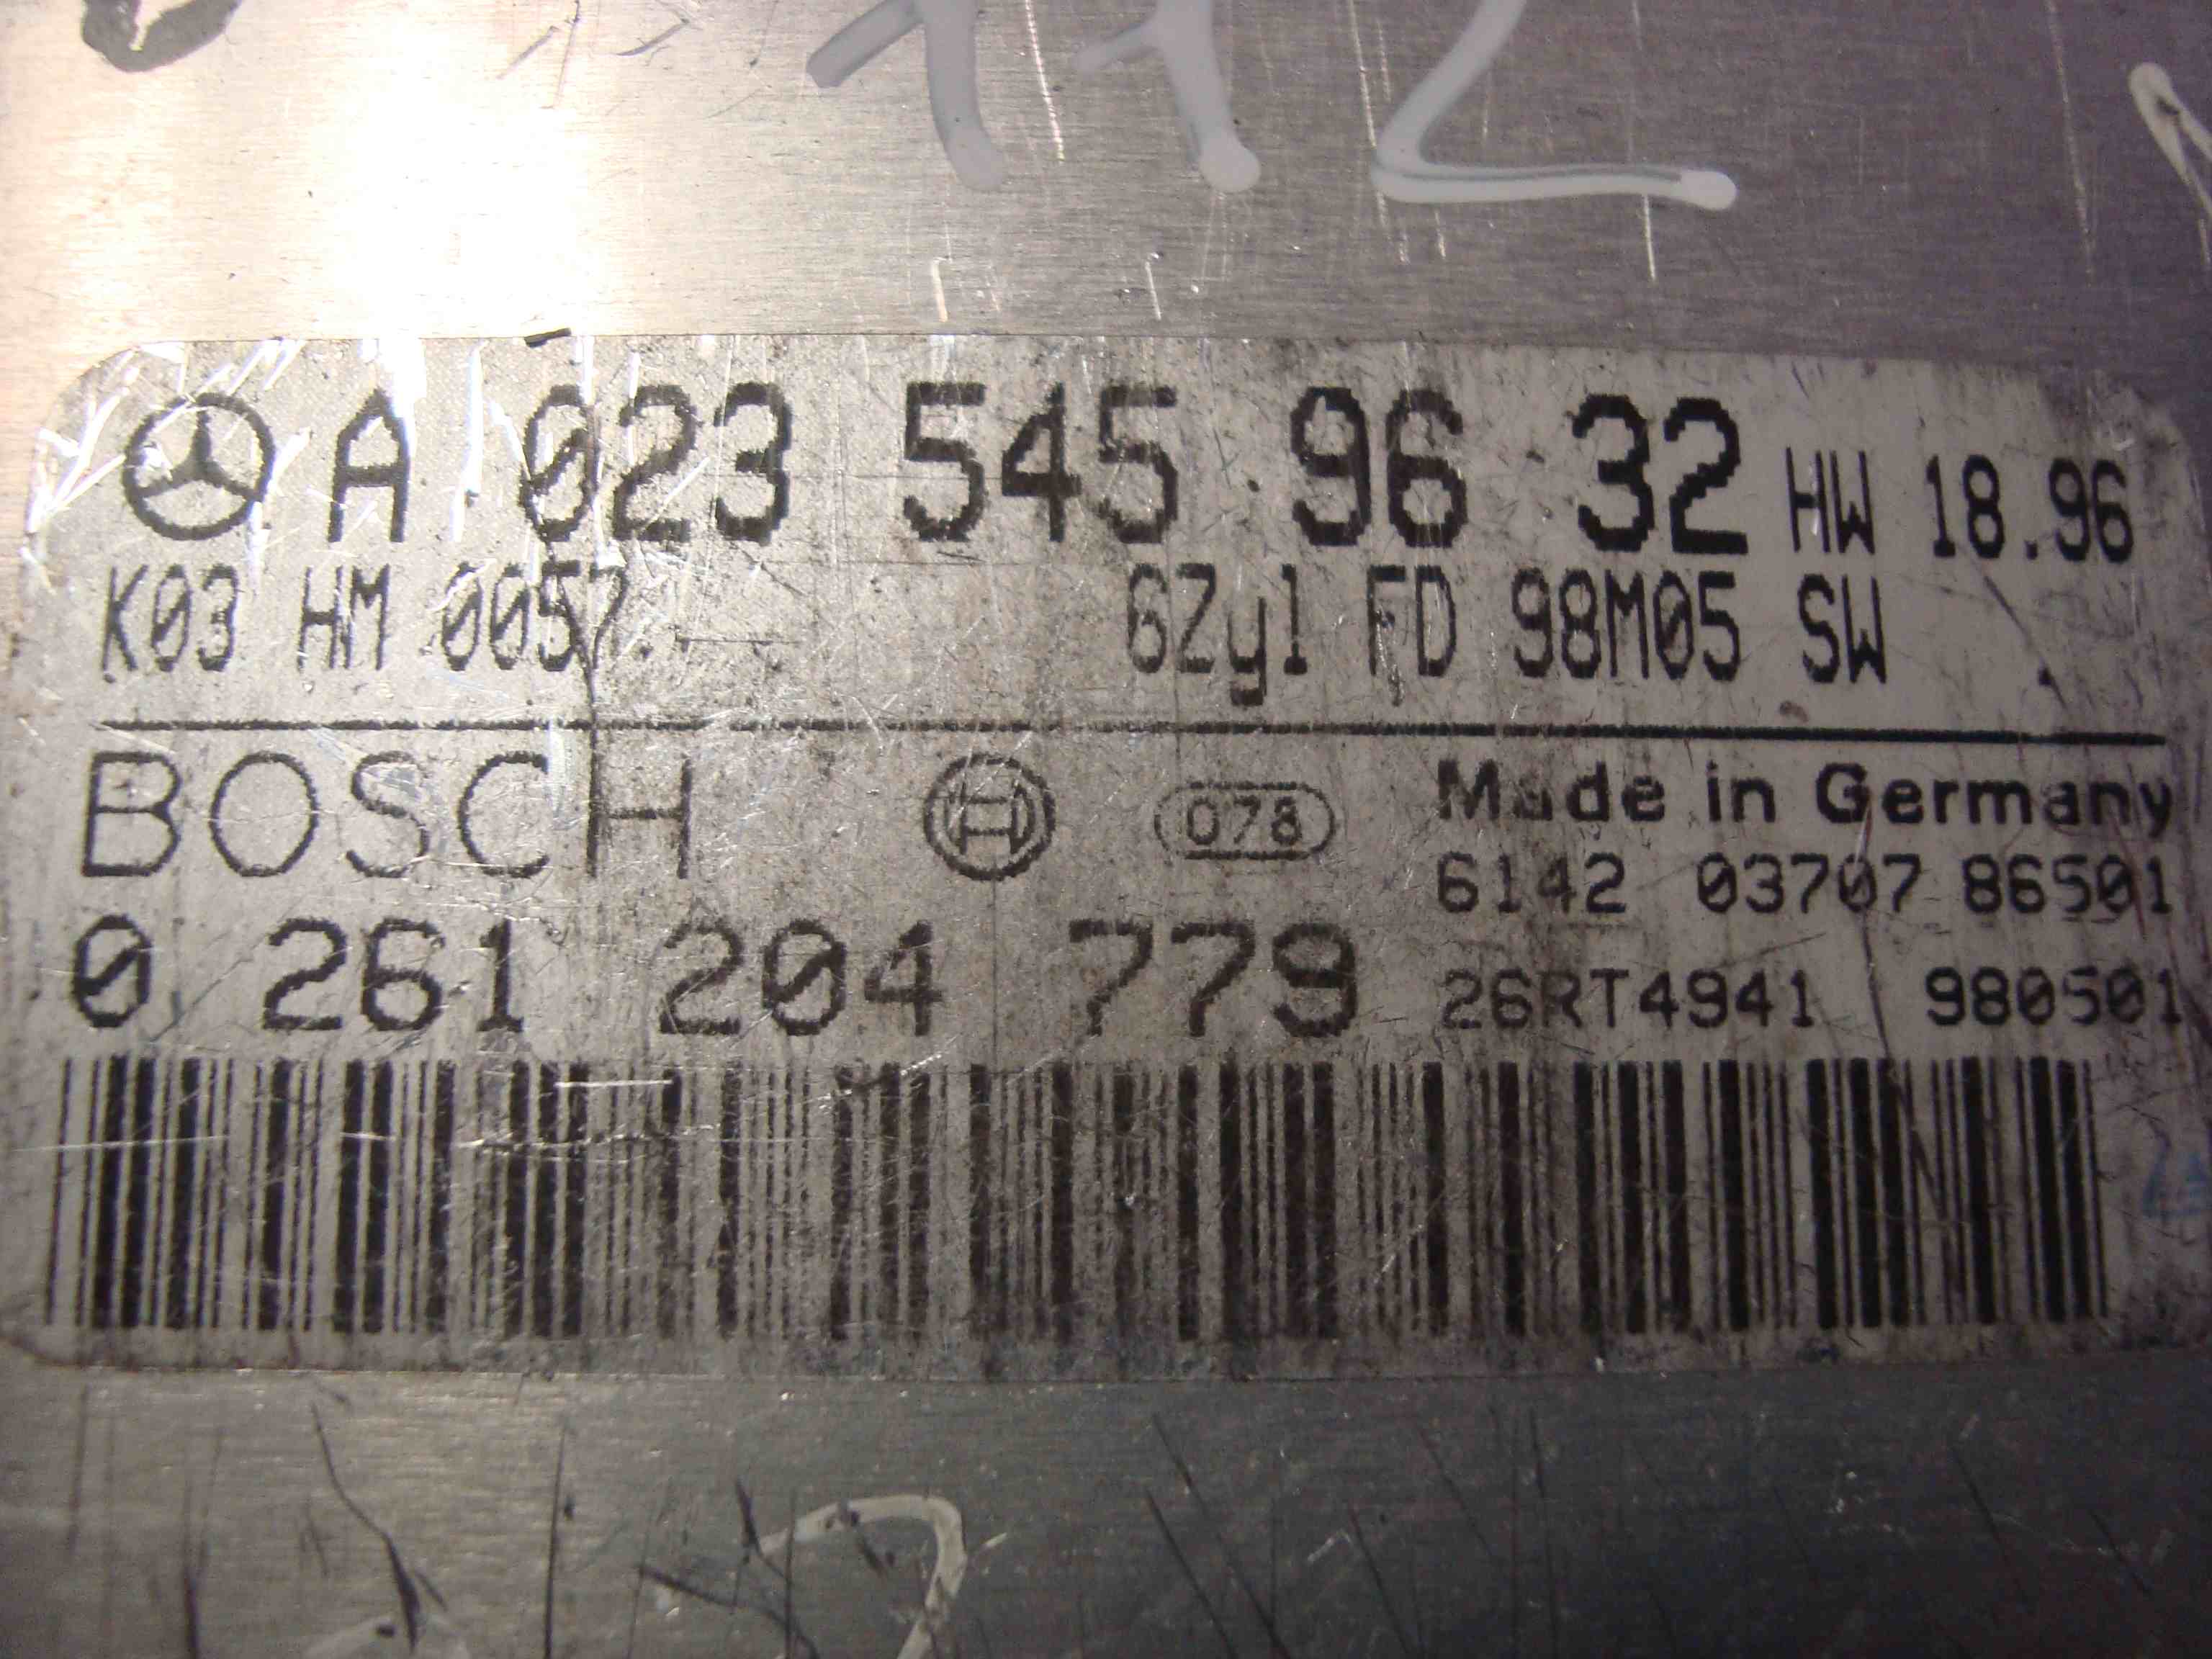 112
A 023 545 96 32 HW 18.96
K03 HM 0057 6Zyl FD 98M05 SW .
BOSCH 078 Made in Germany
6142 03707 86501
0 261 204 779 26RT4941 980501